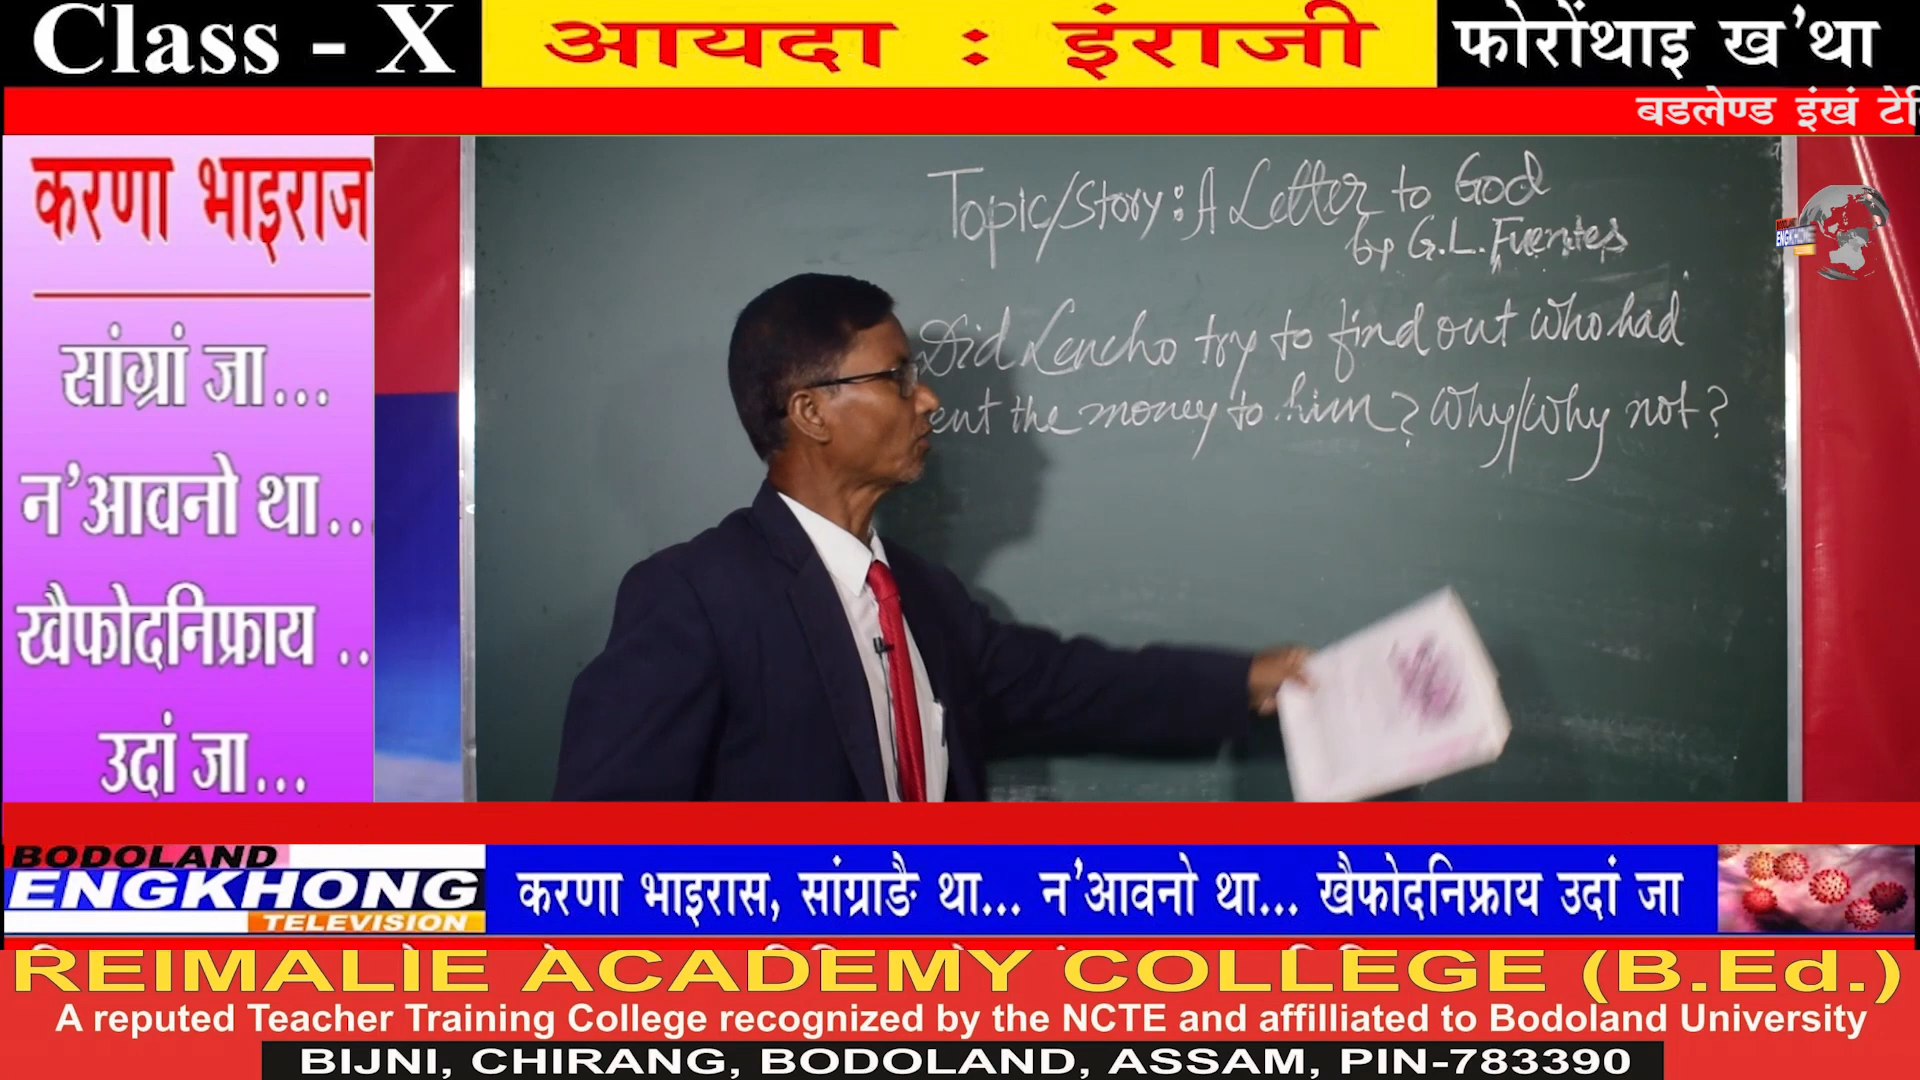 Class - X
आयदा : इंराजी
फोरोंथाइ ख'था
बडलेण्ड इंखं
करणा भाइराज
सांग्रां जा...
न'आवनो था...
खैफोदनिफ्राय ..
उदां जा...
Topic/Story: A Letter to God
by G.L. Fuentes
Did Lencho try to find out who had
ent the money to him? Why/Why not?
BODOLAND
ENGKHONG
TELEVISION
करणा भाइरास, सांग्राङै था... न'आवनो था... खैफोदनिफ्राय उदां जा
REIMALIE ACADEMY COLLEGE (B.Ed.)
A reputed Teacher Training College recognized by the NCTE and affilliated to Bodoland University
BIJNI, CHIRANG, BODOLAND, ASSAM, PIN-783390